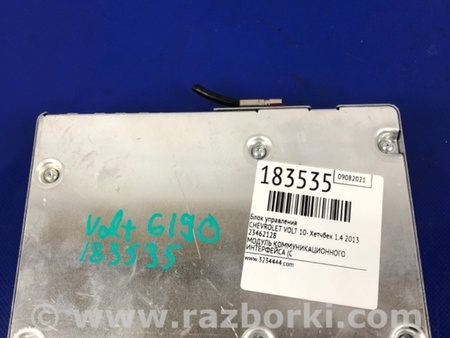 Volt 6190
183535
183535
09082021
Блок управления
CHEVROLET VOLT 10- Хетчбек 1.4 2013
23462128
МОДУЛЬ КОММУНИКАЦИОННОГО
ИНТЕРФЕЙСА (С
www.3234444.com
© www.razborki.com